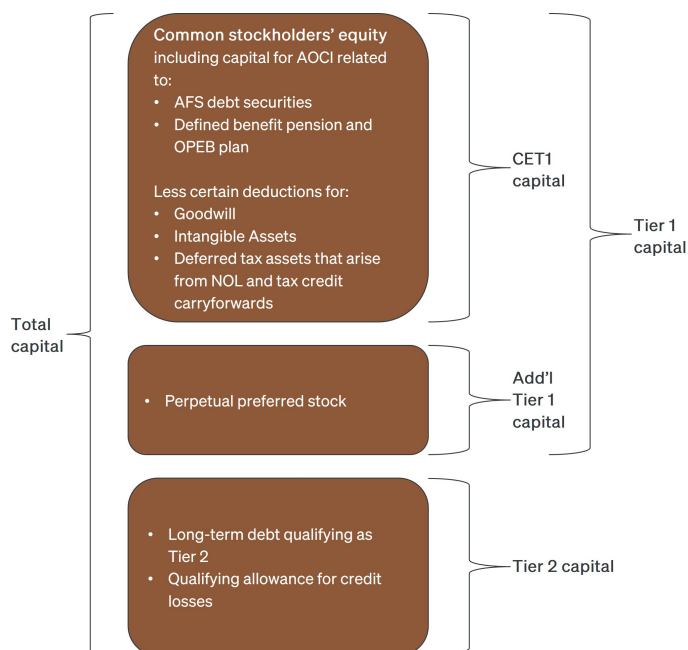 Common stockholders' equity
including capital for AOCI related
to:
• AFS debt securities
• Defined benefit pension and
OPEB plan
Less certain deductions for:
• Goodwill
• Intangible Assets
• Deferred tax assets that arise
from NOL and tax credit
carryforwards
CET1
capital
Tier 1
capital
Total
capital
• Perpetual preferred stock
Add'l
Tier 1
capital
• Long-term debt qualifying as
Tier 2
• Qualifying allowance for credit
losses
Tier 2 capital